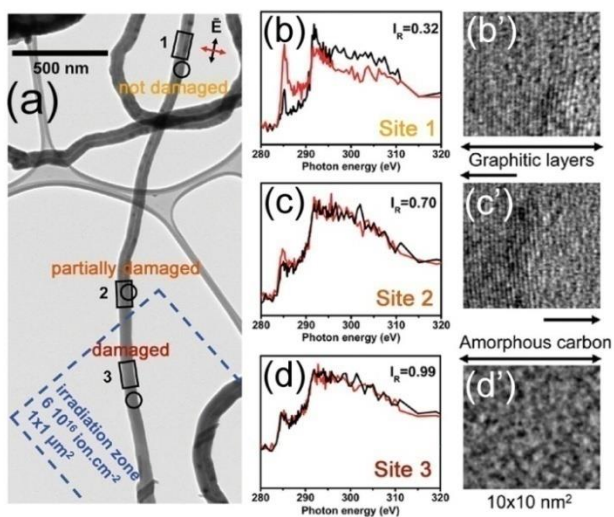 (a)
500 nm
1
Ē
not damaged
partially damaged
2
damaged
3
irradiation zone
6 10¹⁶ ion.cm⁻²
1x1 µm²
(b)
I_R=0.32
Site 1
280 290 300 310 320
Photon energy (eV)
(c)
I_R=0.70
Site 2
280 290 300 310 320
Photon energy (eV)
(d)
I_R=0.99
Site 3
280 290 300 310 320
Photon energy (eV)
(b')
Graphitic layers
(c')
Amorphous carbon
(d')
10x10 nm²